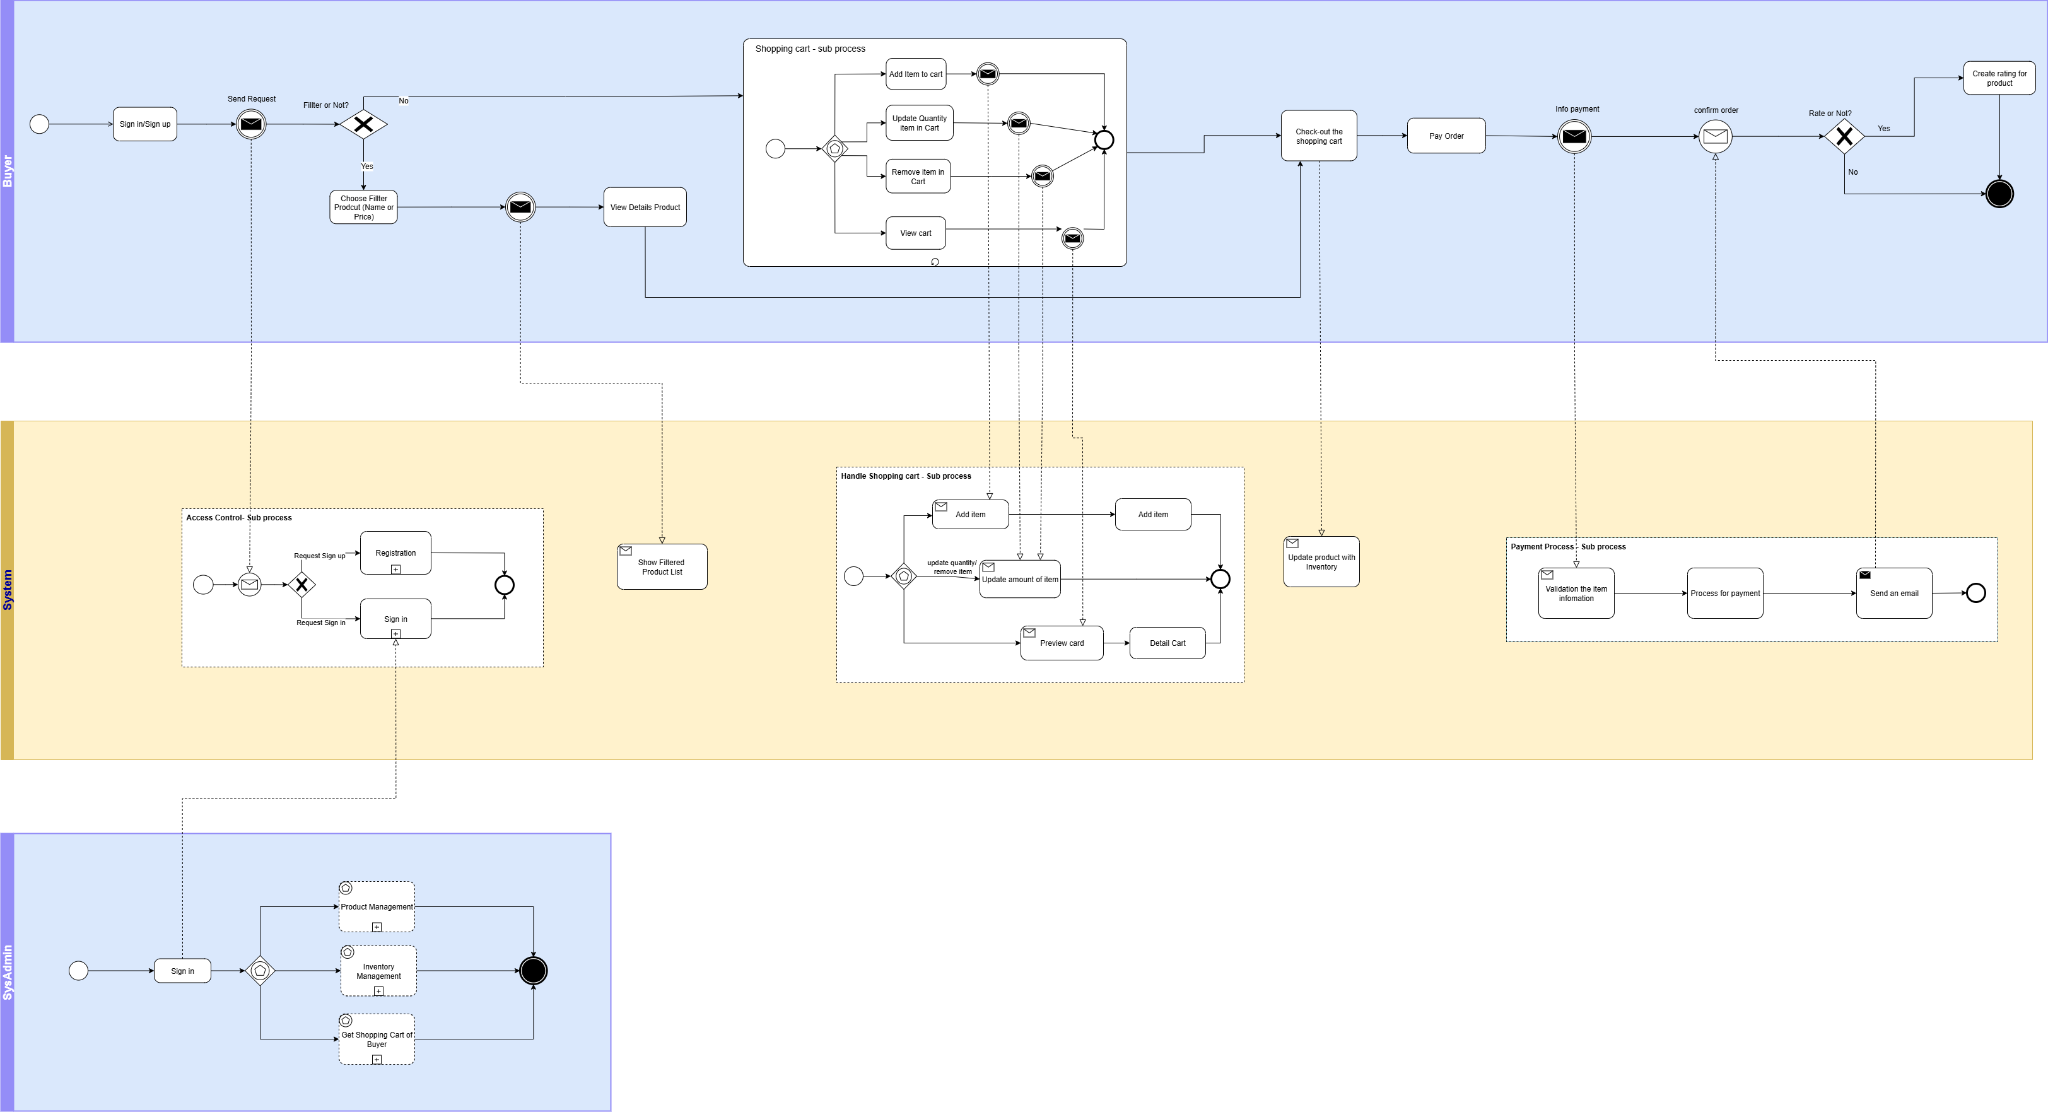 Buyer
Sign in/Sign up
Send Request
Fillter or Not?
No
Yes
Choose Fillter
Prodcut (Name or
Price)
View Details Product
Shopping cart - sub process
Add Item to cart
Update Quantity
item in Cart
Remove item in
Cart
View cart
Check-out the
shopping cart
Pay Order
Info payment
confirm order
Rate or Not?
Yes
No
Create rating for
product
System
Access Control- Sub process
Request Sign up
Registration
Request Sign in
Sign in
Show Filtered
Product List
Handle Shopping cart - Sub process
Add item
Add item
update quantity/
remove item
Update amount of item
Preview card
Detail Cart
Update product with
Inventory
Payment Process - Sub process
Validation the item
infomation
Process for payment
Send an email
SysAdmin
Sign in
Product Management
Inventory
Management
Get Shopping Cart of
Buyer